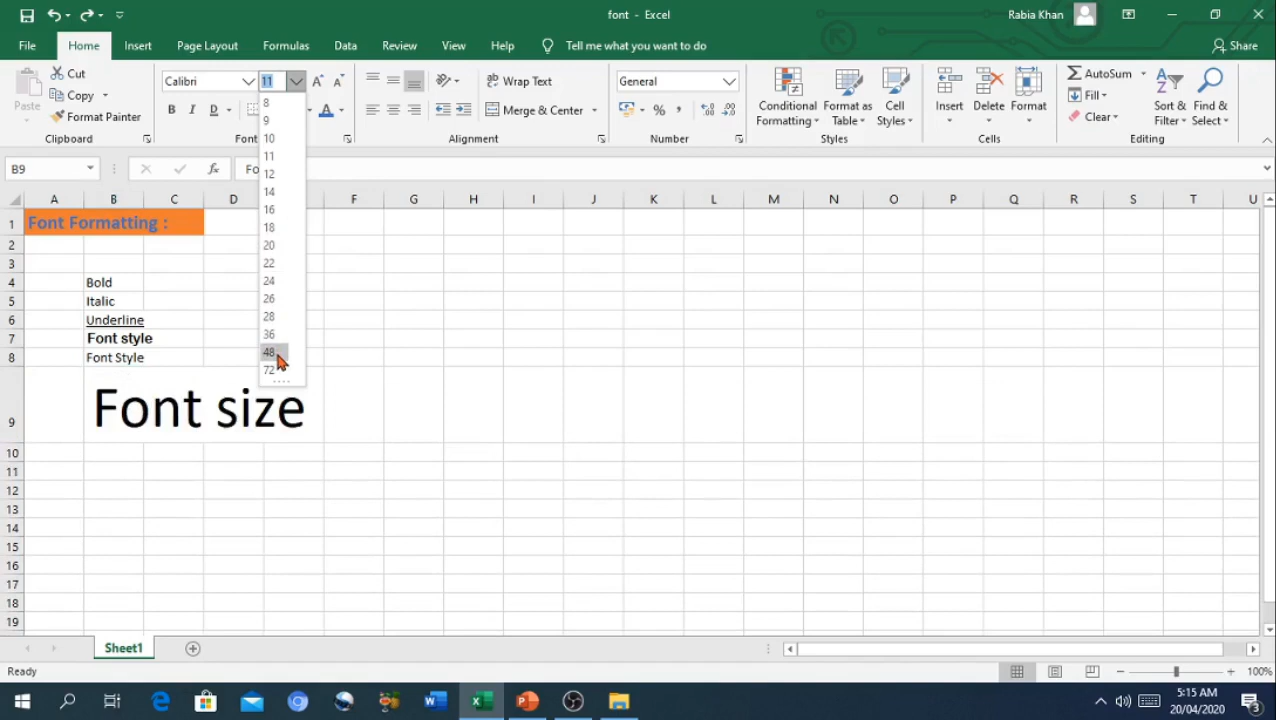 font - Excel
Rabia Khan
File Home Insert Page Layout Formulas Data Review View Help Tell me what you want to do Share
Paste
Cut
Copy
Format Painter
Clipboard
Calibri 11
B I D A
Fon
8
9
10
11
12
14
16
18
20
22
24
26
28
36
48
72
Wrap Text
Merge & Center
Alignment
General
%
Number
Conditional Formatting
Format as Table
Cell Styles
Styles
Insert Delete Format
Cells
AutoSum
Fill
Clear
Sort & Filter
Find & Select
Editing
B9 fx Fo
A B C D F G H I J K L M N O P Q R S T U
1 Font Formatting :
2
3
4 Bold
5 Italic
6 Underline
7 Font style
8 Font Style
9 Font size
10
11
12
13
14
15
16
17
18
19
Sheet1
Ready 100%
5:15 AM
20/04/2020
3